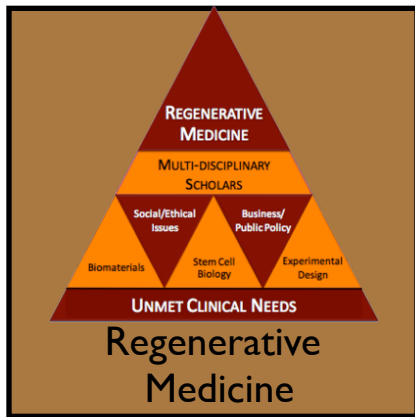 REGENERATIVE
MEDICINE
MULTI-DISCIPLINARY
SCHOLARS
Social/Ethical
Issues
Business/
Public Policy
Biomaterials
Stem Cell
Biology
Experimental
Design
UNMET CLINICAL NEEDS
Regenerative
Medicine